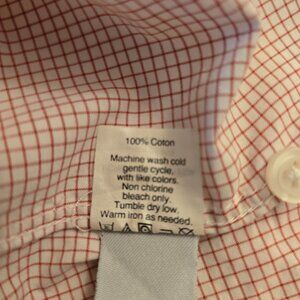 100% Coton
Machine wash cold
gentle cycle,
with like colors.
Non chlorine
bleach only.
Tumble dry low.
Warm iron as needed.